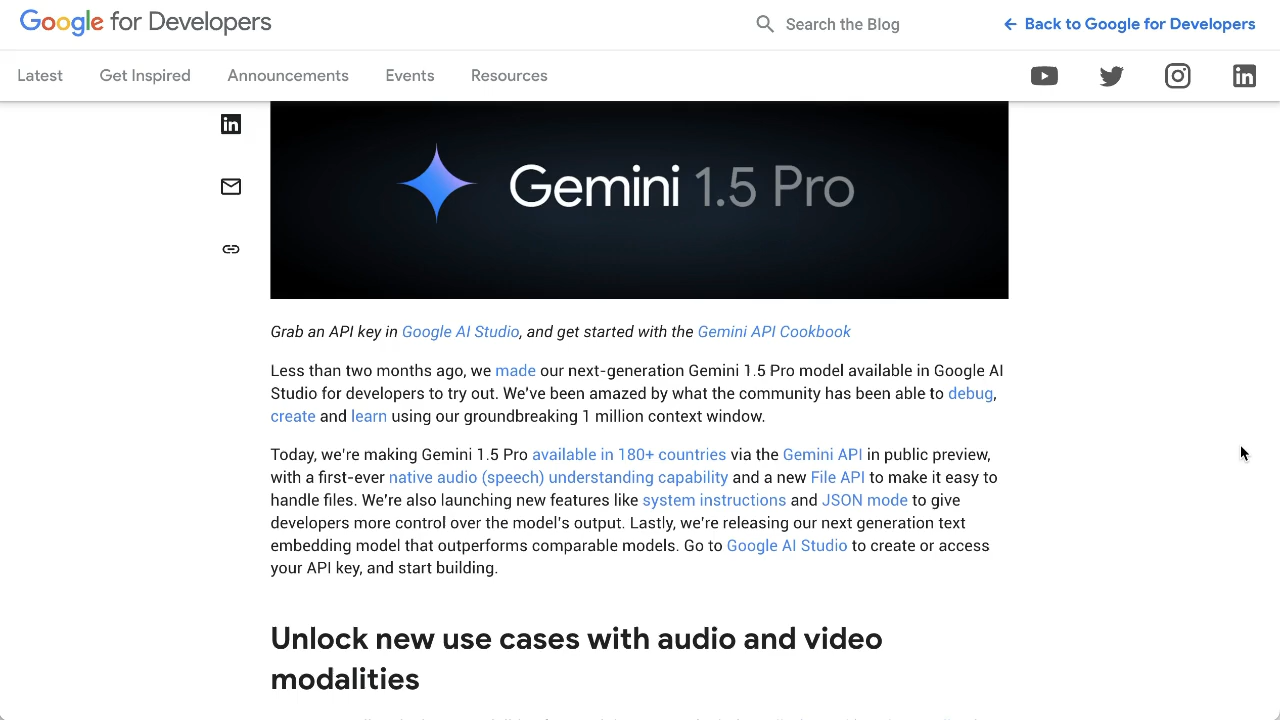 Google for Developers
Search the Blog
Back to Google for Developers
Latest
Get Inspired
Announcements
Events
Resources
Gemini 1.5 Pro
Grab an API key in Google AI Studio, and get started with the Gemini API Cookbook
Less than two months ago, we made our next-generation Gemini 1.5 Pro model available in Google AI
Studio for developers to try out. We’ve been amazed by what the community has been able to debug,
create and learn using our groundbreaking 1 million context window.
Today, we’re making Gemini 1.5 Pro available in 180+ countries via the Gemini API in public preview,
with a first-ever native audio (speech) understanding capability and a new File API to make it easy to
handle files. We’re also launching new features like system instructions and JSON mode to give
developers more control over the model’s output. Lastly, we’re releasing our next generation text
embedding model that outperforms comparable models. Go to Google AI Studio to create or access
your API key, and start building.
Unlock new use cases with audio and video
modalities